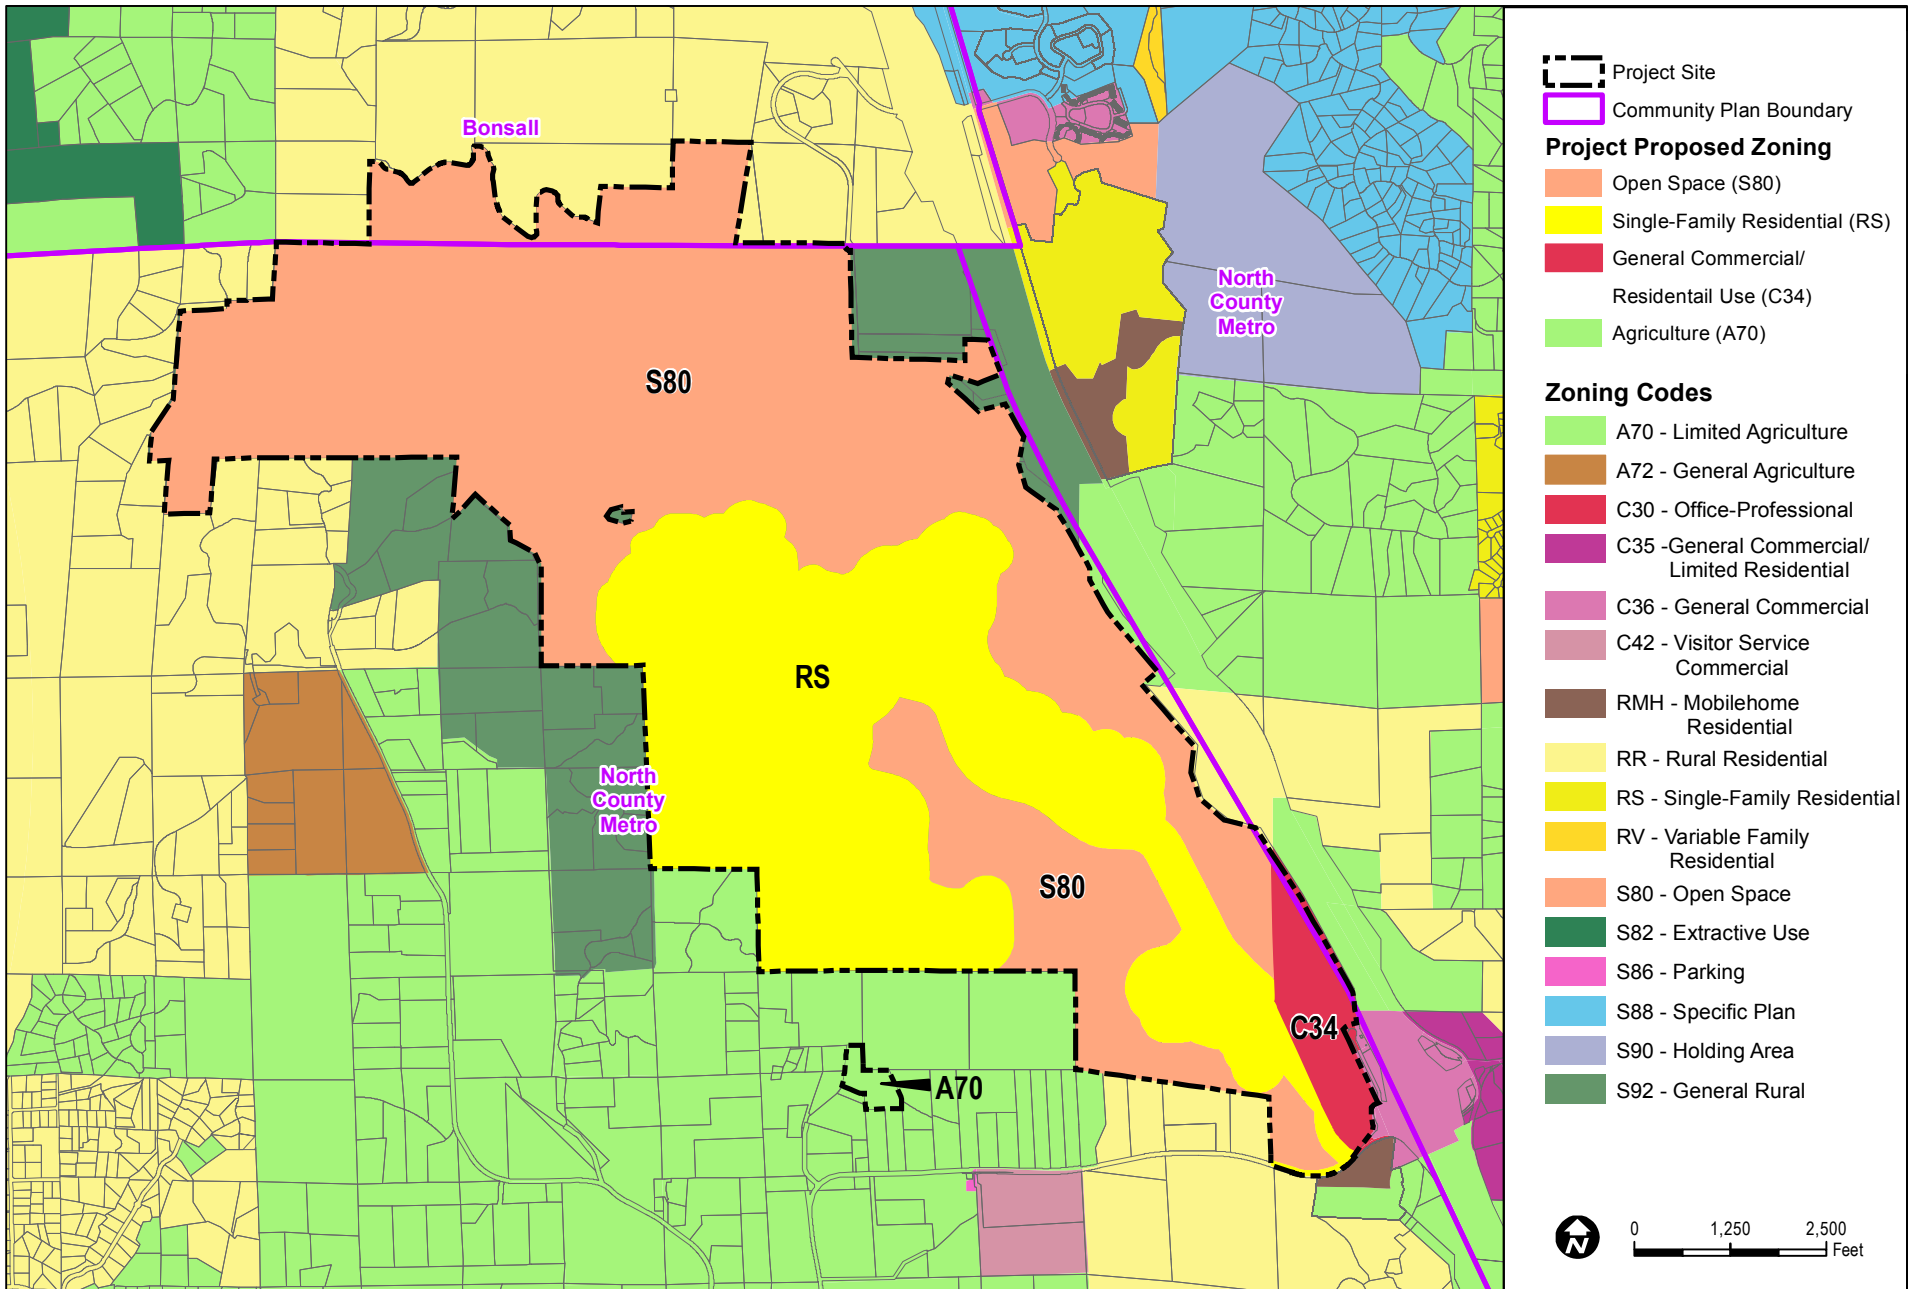 Bonsall
North
County
Metro
S80
RS
North
County
Metro
S80
C34
A70
Project Site
Community Plan Boundary
Project Proposed Zoning
Open Space (S80)
Single-Family Residential (RS)
General Commercial/
Residentail Use (C34)
Agriculture (A70)
Zoning Codes
A70 - Limited Agriculture
A72 - General Agriculture
C30 - Office-Professional
C35 -General Commercial/
Limited Residential
C36 - General Commercial
C42 - Visitor Service
Commercial
RMH - Mobilehome
Residential
RR - Rural Residential
RS - Single-Family Residential
RV - Variable Family
Residential
S80 - Open Space
S82 - Extractive Use
S86 - Parking
S88 - Specific Plan
S90 - Holding Area
S92 - General Rural
N
0 1,250 2,500
Feet